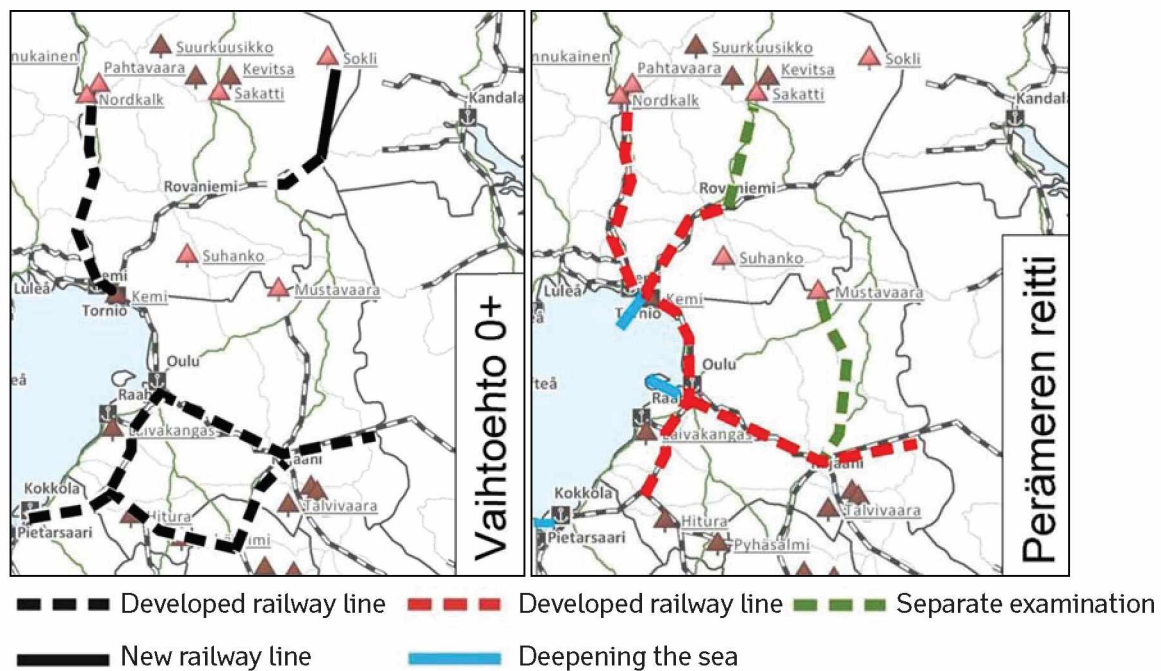 nnukainen
Suurkuusikko
Sokli
Pahtavaara
Kevitsa
Nordkalk
Sakatti
Kandala
Rovaniemi
Suhanko
Luleå
Kemi
Mustavaara
Tornio
Oulu
eå
Laivakangas
Kokkola
Pietarsaari
Hitura
Talvivaara
Vaihtoehto 0+
nnukainen
Suurkuusikko
Sokli
Pahtavaara
Kevitsa
Nordkalk
Sakatti
Kandala
Rovaniemi
Suhanko
Luleå
Kemi
Mustavaara
Tornio
Oulu
rteå
Laivakangas
Kokkola
Pietarsaari
Hitura
Talvivaara
Pyhäsalmi
Perämeren reitti
Developed railway line
Developed railway line
Separate examination
New railway line
Deepening the sea